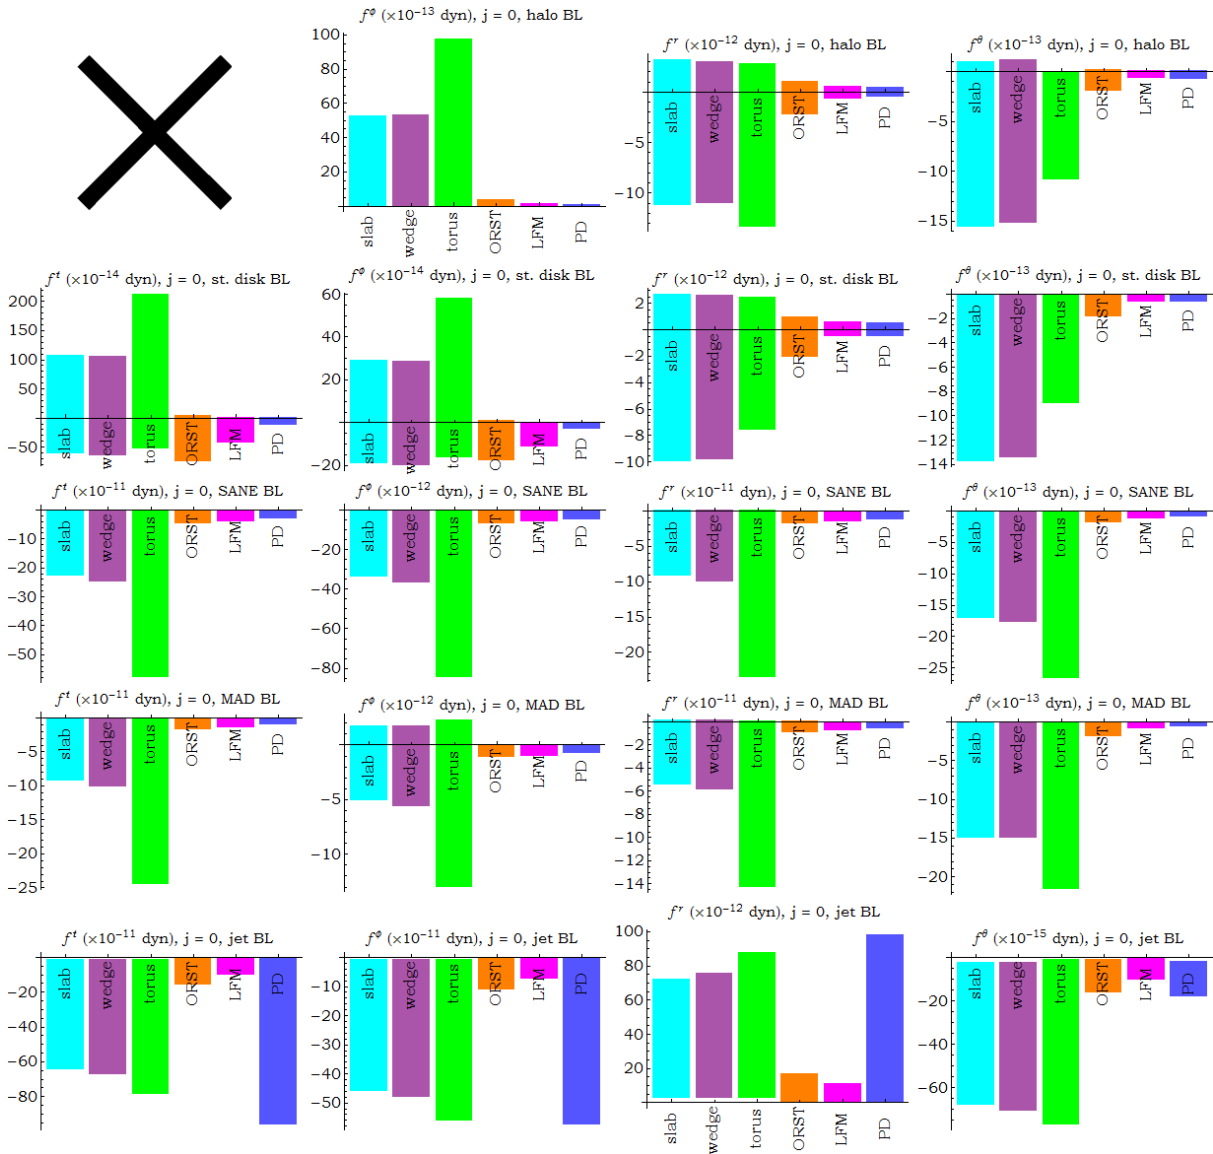 f^ϕ (×10^−13 dyn), j = 0, halo BL
100
80
60
40
20
slab wedge torus ORST LFM PD
f^r (×10^−12 dyn), j = 0, halo BL
−5
−10
slab wedge torus ORST LFM PD
f^θ (×10^−13 dyn), j = 0, halo BL
−5
−10
−15
slab wedge torus ORST LFM PD
f^t (×10^−14 dyn), j = 0, st. disk BL
200
150
100
50
−50
slab wedge torus ORST LFM PD
f^ϕ (×10^−14 dyn), j = 0, st. disk BL
60
40
20
−20
slab wedge torus ORST LFM PD
f^r (×10^−12 dyn), j = 0, st. disk BL
2
−2
−4
−6
−8
−10
slab wedge torus ORST LFM PD
f^θ (×10^−13 dyn), j = 0, st. disk BL
−2
−4
−6
−8
−10
−12
−14
slab wedge torus ORST LFM PD
f^t (×10^−11 dyn), j = 0, SANE BL
−10
−20
−30
−40
−50
slab wedge torus ORST LFM PD
f^ϕ (×10^−12 dyn), j = 0, SANE BL
−20
−40
−60
−80
slab wedge torus ORST LFM PD
f^r (×10^−11 dyn), j = 0, SANE BL
−5
−10
−15
−20
slab wedge torus ORST LFM PD
f^θ (×10^−13 dyn), j = 0, SANE BL
−5
−10
−15
−20
−25
slab wedge torus ORST LFM PD
f^t (×10^−11 dyn), j = 0, MAD BL
−5
−10
−15
−20
−25
slab wedge torus ORST LFM PD
f^ϕ (×10^−12 dyn), j = 0, MAD BL
−5
−10
slab wedge torus ORST LFM PD
f^r (×10^−11 dyn), j = 0, MAD BL
−2
−4
−6
−8
−10
−12
−14
slab wedge torus ORST LFM PD
f^θ (×10^−13 dyn), j = 0, MAD BL
−5
−10
−15
−20
slab wedge torus ORST LFM PD
f^t (×10^−11 dyn), j = 0, jet BL
−20
−40
−60
−80
slab wedge torus ORST LFM PD
f^ϕ (×10^−11 dyn), j = 0, jet BL
−10
−20
−30
−40
−50
slab wedge torus ORST LFM PD
f^r (×10^−12 dyn), j = 0, jet BL
100
80
60
40
20
slab wedge torus ORST LFM PD
f^θ (×10^−15 dyn), j = 0, jet BL
−20
−40
−60
slab wedge torus ORST LFM PD